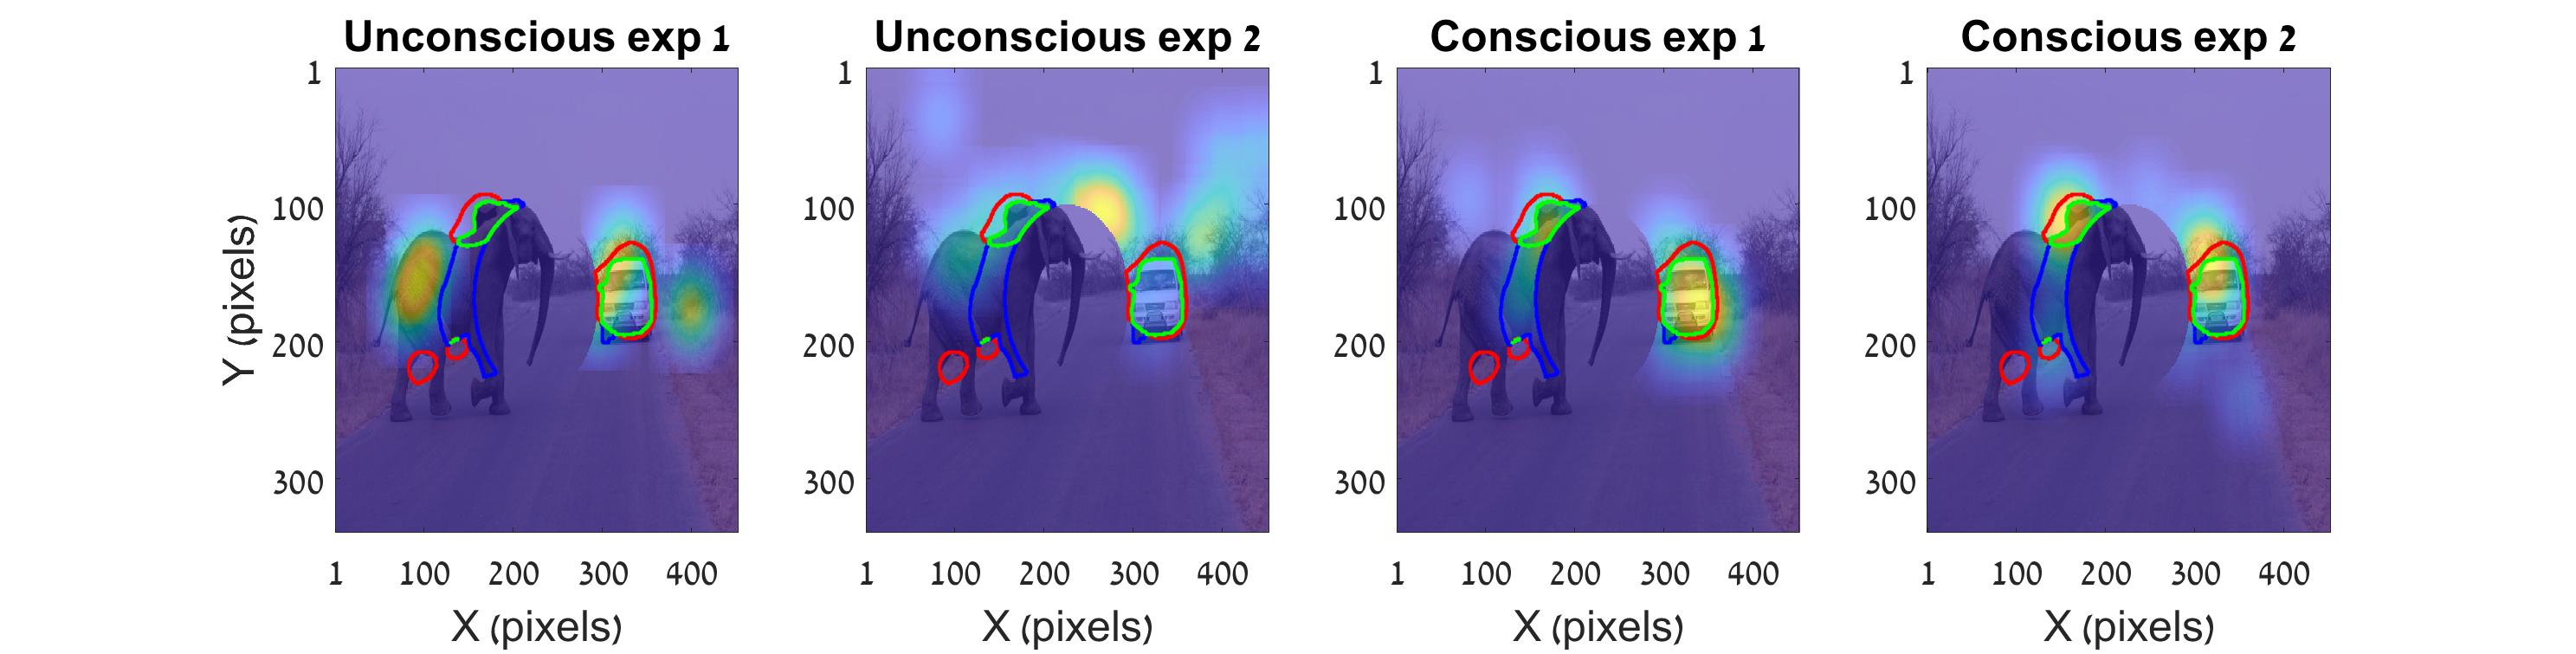 Unconscious exp 1 Unconscious exp 2 Conscious exp 1 Conscious exp 2
1 1 1 1
100 100 100 100
200 200 200 200
300 300 300 300
Y (pixels)
1 100 200 300 400 1 100 200 300 400 1 100 200 300 400 1 100 200 300 400
X (pixels) X (pixels) X (pixels) X (pixels)